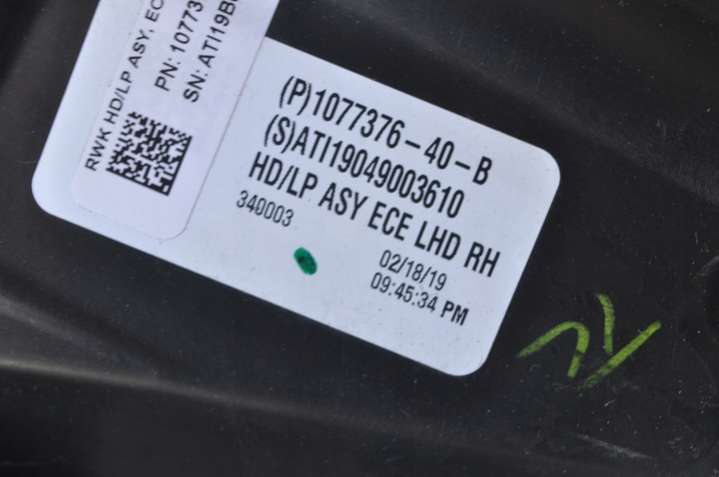 RWK HD/LP ASY, EC
PN: 10773
SN: ATI19B
(P)1077376-40-B
(S)ATI19049003610
HD/LP ASY ECE LHD RH
340003
02/18/19
09:45:34 PM